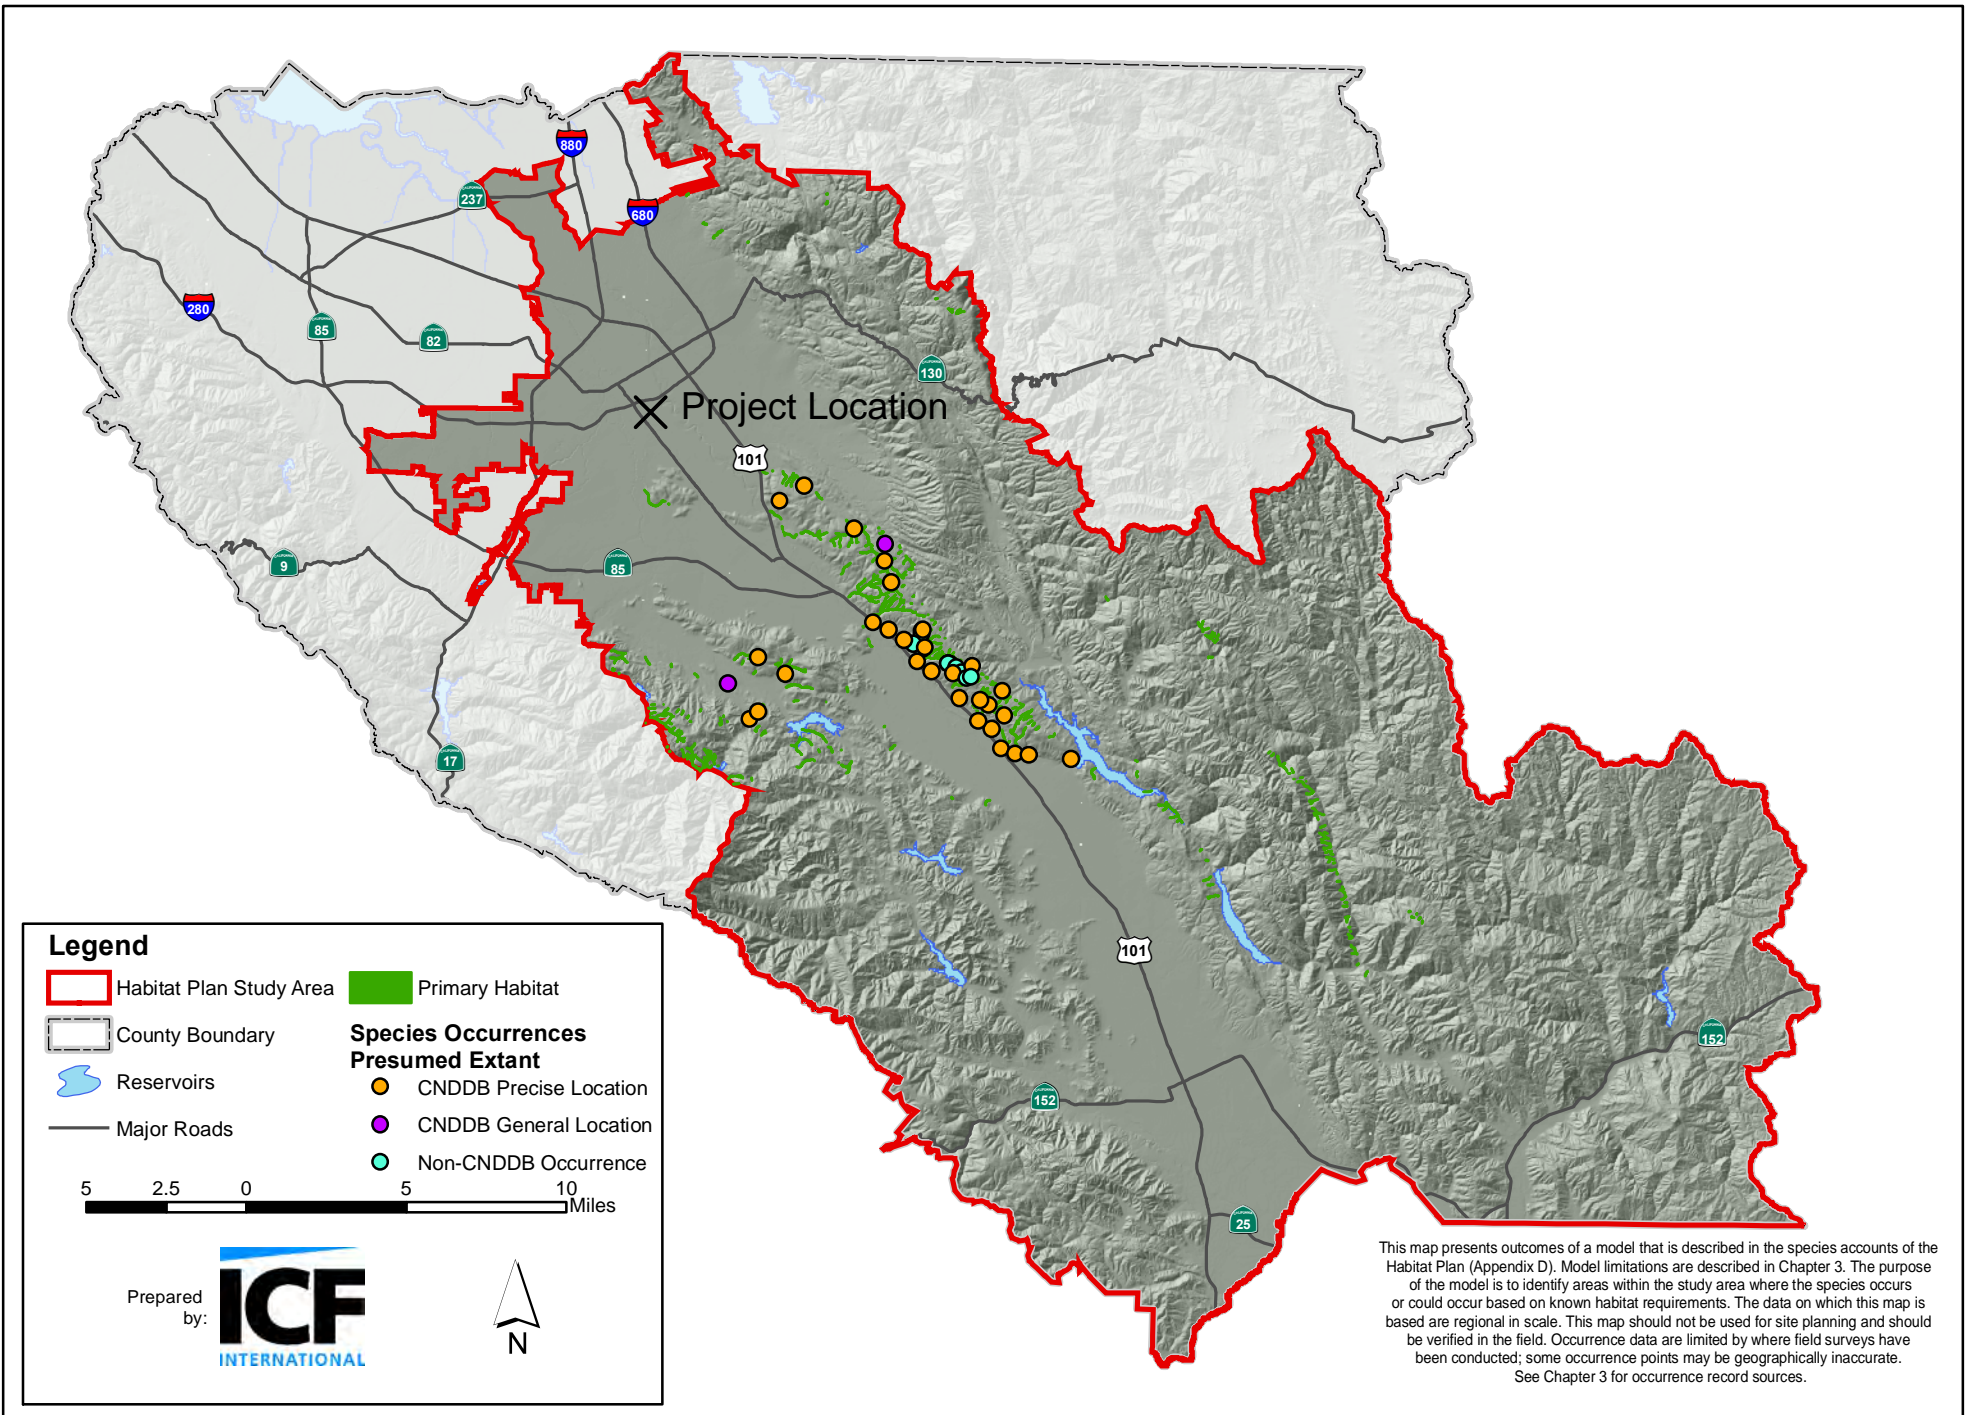 880
237
680
280
85
82
130
Project Location
101
9
85
17
101
152
152
25
Legend
Habitat Plan Study Area
Primary Habitat
County Boundary
Species Occurrences
Presumed Extant
Reservoirs
CNDDB Precise Location
CNDDB General Location
Major Roads
Non-CNDDB Occurrence
5 2.5 0 5 10
Miles
Prepared
by:
ICF
INTERNATIONAL
N
This map presents outcomes of a model that is described in the species accounts of the
Habitat Plan (Appendix D). Model limitations are described in Chapter 3. The purpose
of the model is to identify areas within the study area where the species occurs
or could occur based on known habitat requirements. The data on which this map is
based are regional in scale. This map should not be used for site planning and should
be verified in the field. Occurrence data are limited by where field surveys have
been conducted; some occurrence points may be geographically inaccurate.
See Chapter 3 for occurrence record sources.